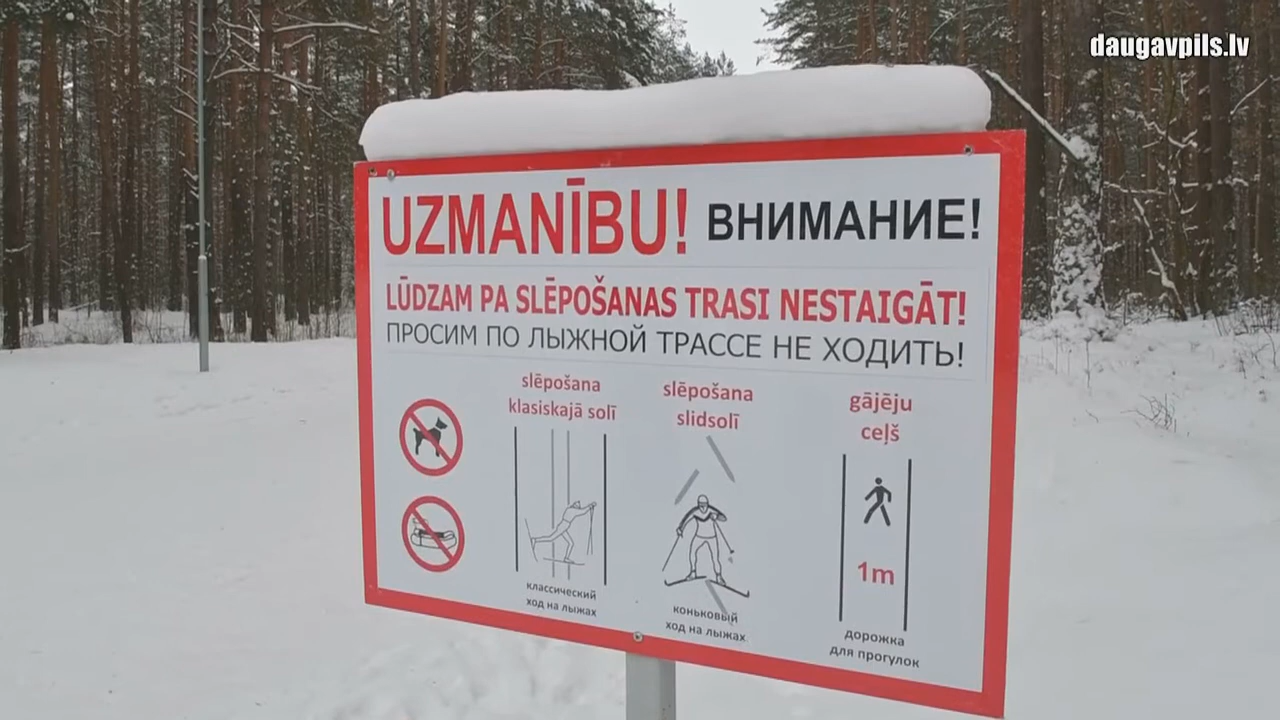 daugavpils.lv
UZMANĪBU! ВНИМАНИЕ!
LŪDZAM PA SLĒPOŠANAS TRASI NESTAIGĀT!
ПРОСИМ ПО ЛЫЖНОЙ ТРАССЕ НЕ ХОДИТЬ!
slēpošana
klasiskajā solī
slēpošana
slidsolī
gājēju
ceļš
1m
классический
ход на лыжах
коньковый
ход на лыжах
дорожка
для прогулок